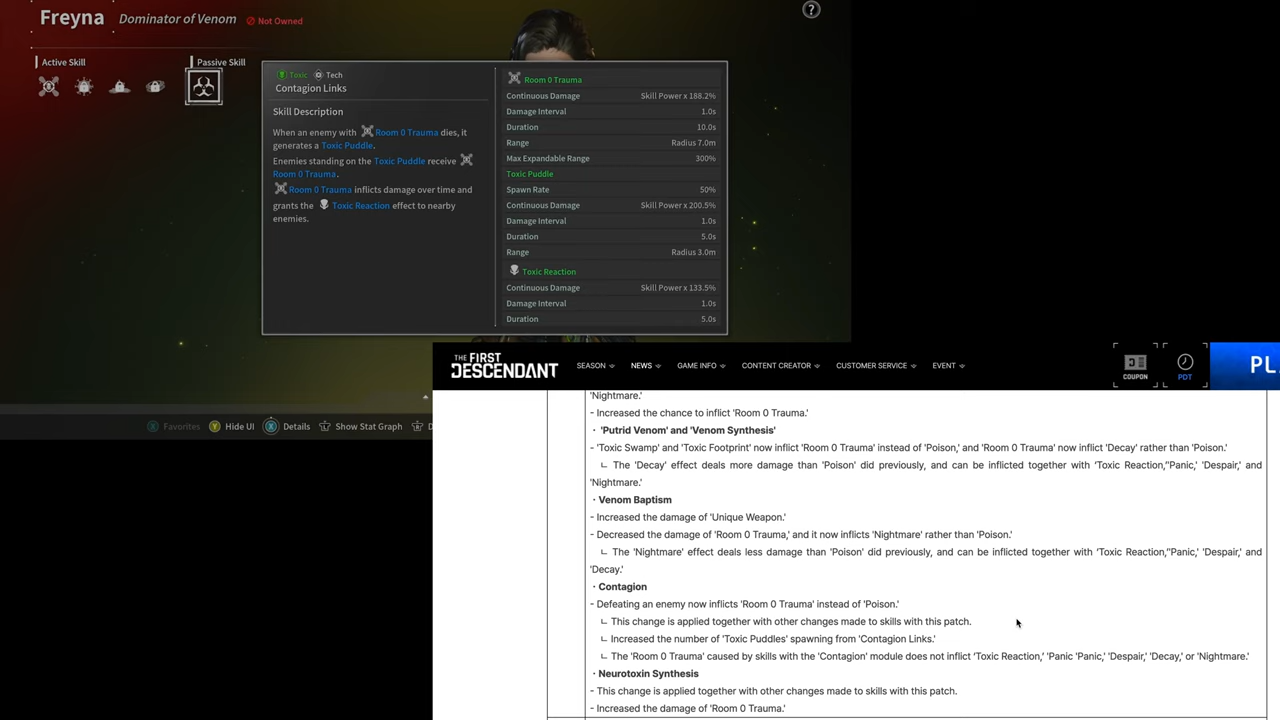 Freyna Dominator of Venom Not Owned
?
Active Skill
Passive Skill
Toxic Tech
Contagion Links
Skill Description
When an enemy with Room 0 Trauma dies, it
generates a Toxic Puddle.
Enemies standing on the Toxic Puddle receive
Room 0 Trauma.
Room 0 Trauma inflicts damage over time and
grants the Toxic Reaction effect to nearby
enemies.
Room 0 Trauma
Continuous Damage Skill Power x 188.2%
Damage Interval 1.0s
Duration 10.0s
Range Radius 7.0m
Max Expandable Range 300%
Toxic Puddle
Spawn Rate 50%
Continuous Damage Skill Power x 200.5%
Damage Interval 1.0s
Duration 5.0s
Range Radius 3.0m
Toxic Reaction
Continuous Damage Skill Power x 133.5%
Damage Interval 1.0s
Duration 5.0s
X Favorites Y Hide UI X Details Show Stat Graph D
THE FIRST
DESCENDANT
SEASON NEWS GAME INFO CONTENT CREATOR CUSTOMER SERVICE EVENT
COUPON
PDT
PL
'Nightmare.'
- Increased the chance to inflict 'Room 0 Trauma.'
· 'Putrid Venom' and 'Venom Synthesis'
- 'Toxic Swamp' and 'Toxic Footprint' now inflict 'Room 0 Trauma' instead of 'Poison,' and 'Room 0 Trauma' now inflict 'Decay' rather than 'Poison.'
ㄴ The 'Decay' effect deals more damage than 'Poison' did previously, and can be inflicted together with 'Toxic Reaction,''Panic,' 'Despair,' and
'Nightmare.'
· Venom Baptism
- Increased the damage of 'Unique Weapon.'
- Decreased the damage of 'Room 0 Trauma,' and it now inflicts 'Nightmare' rather than 'Poison.'
ㄴ The 'Nightmare' effect deals less damage than 'Poison' did previously, and can be inflicted together with 'Toxic Reaction,''Panic,' 'Despair,' and
'Decay.'
· Contagion
- Defeating an enemy now inflicts 'Room 0 Trauma' instead of 'Poison.'
ㄴ This change is applied together with other changes made to skills with this patch.
ㄴ Increased the number of 'Toxic Puddles' spawning from 'Contagion Links.'
ㄴ The 'Room 0 Trauma' caused by skills with the 'Contagion' module does not inflict 'Toxic Reaction,' 'Panic 'Panic,' 'Despair,' 'Decay,' or 'Nightmare.'
· Neurotoxin Synthesis
- This change is applied together with other changes made to skills with this patch.
- Increased the damage of 'Room 0 Trauma.'